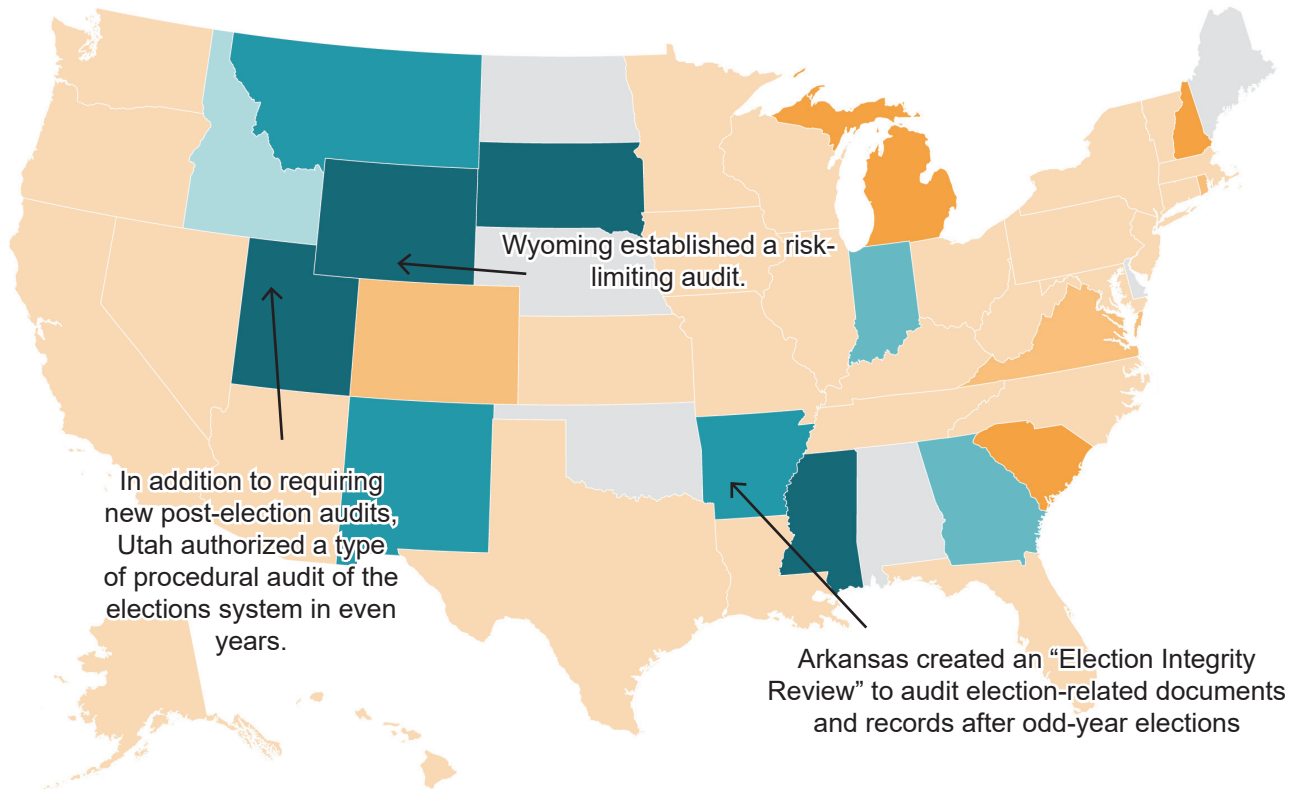 Wyoming established a risk-
limiting audit.
In addition to requiring
new post-election audits,
Utah authorized a type
of procedural audit of the
elections system in even
years.
Arkansas created an “Election Integrity
Review” to audit election-related documents
and records after odd-year elections